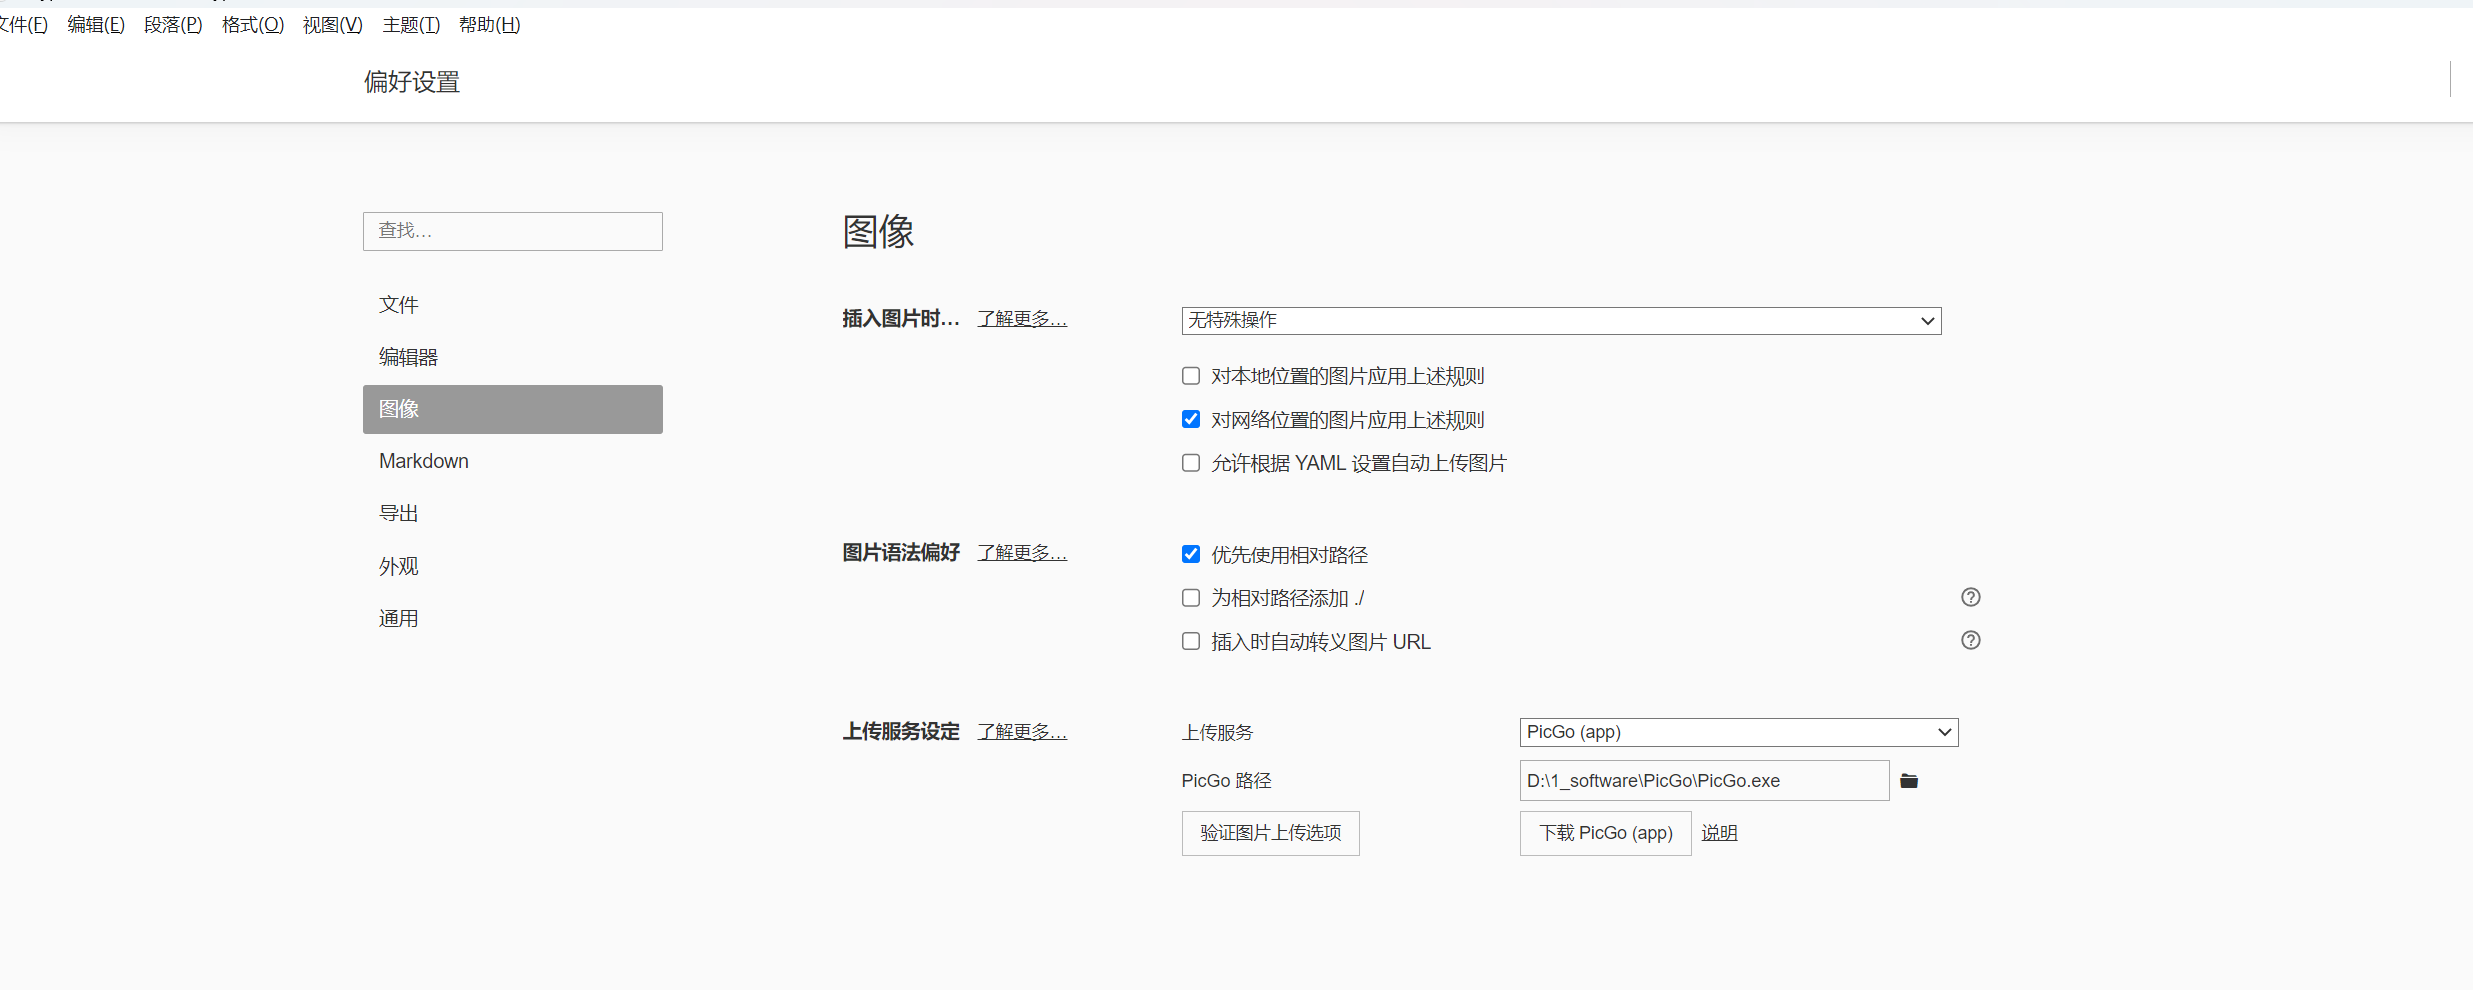 文件(F) 编辑(E) 段落(P) 格式(O) 视图(V) 主题(T) 帮助(H)
偏好设置
查找…
文件
编辑器
图像
Markdown
导出
外观
通用
图像
插入图片时… 了解更多… 无特殊操作
对本地位置的图片应用上述规则
对网络位置的图片应用上述规则
允许根据 YAML 设置自动上传图片
图片语法偏好 了解更多… 优先使用相对路径
为相对路径添加 ./
插入时自动转义图片 URL
上传服务设定 了解更多… 上传服务 PicGo (app)
PicGo 路径 D:\1_software\PicGo\PicGo.exe
验证图片上传选项 下载 PicGo (app) 说明